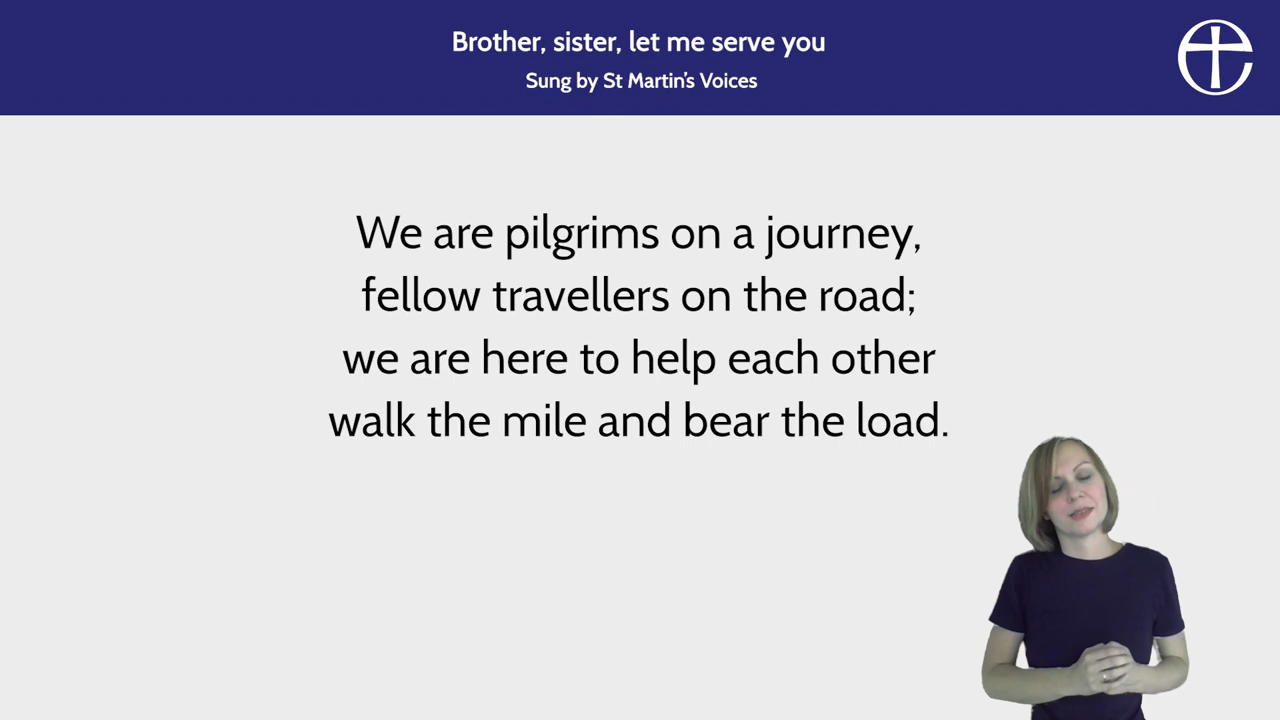 Brother, sister, let me serve you
Sung by St Martin's Voices
We are pilgrims on a journey,
fellow travellers on the road;
we are here to help each other
walk the mile and bear the load.